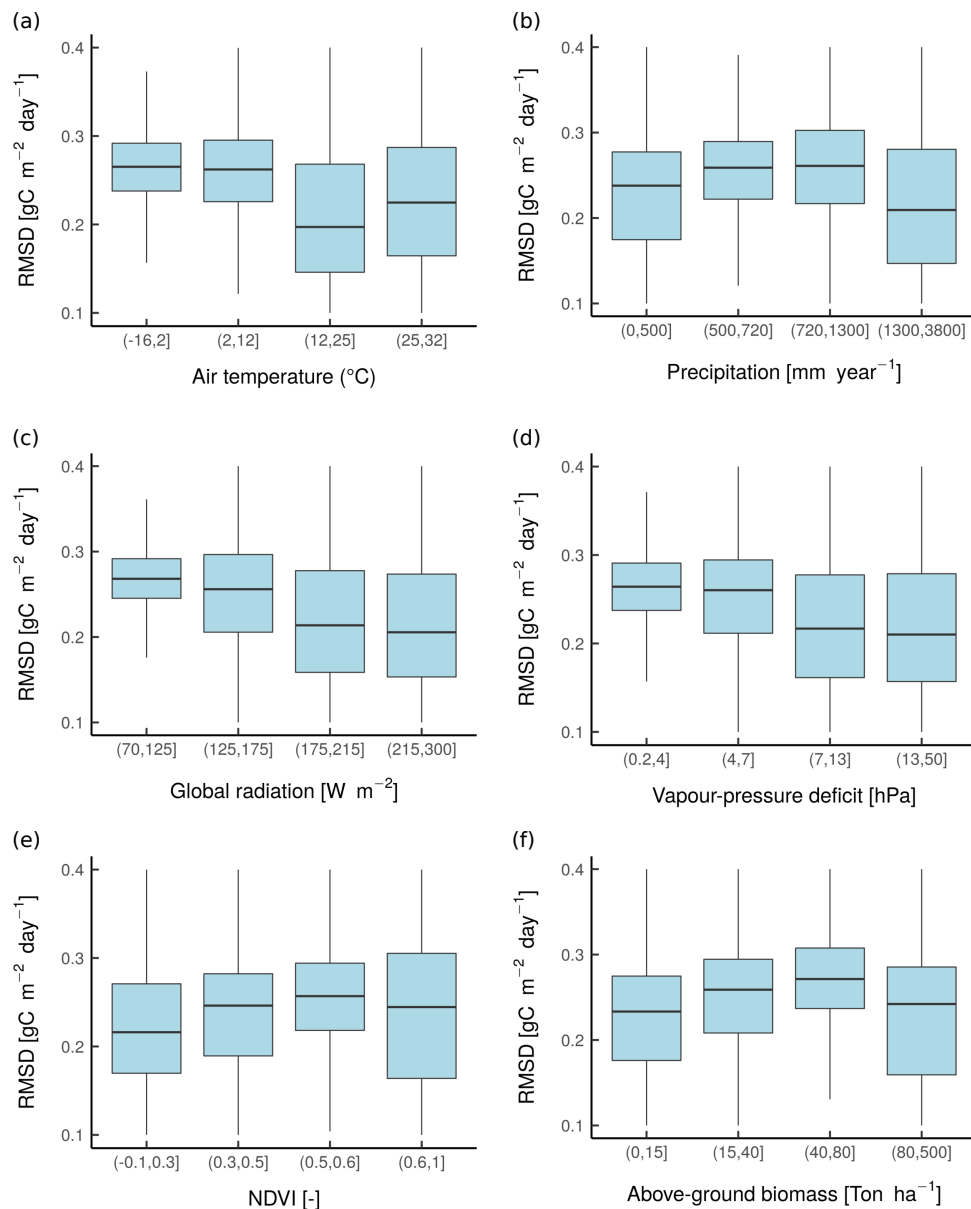 (a)
RMSD [gC m⁻² day⁻¹]
0.4
0.3
0.2
0.1
(-16,2] (2,12] (12,25] (25,32]
Air temperature (°C)
(b)
RMSD [gC m⁻² day⁻¹]
0.4
0.3
0.2
0.1
(0,500] (500,720] (720,1300] (1300,3800]
Precipitation [mm year⁻¹]
(c)
RMSD [gC m⁻² day⁻¹]
0.4
0.3
0.2
0.1
(70,125] (125,175] (175,215] (215,300]
Global radiation [W m⁻²]
(d)
RMSD [gC m⁻² day⁻¹]
0.4
0.3
0.2
0.1
(0.2,4] (4,7] (7,13] (13,50]
Vapour-pressure deficit [hPa]
(e)
RMSD [gC m⁻² day⁻¹]
0.4
0.3
0.2
0.1
(-0.1,0.3] (0.3,0.5] (0.5,0.6] (0.6,1]
NDVI [-]
(f)
RMSD [gC m⁻² day⁻¹]
0.4
0.3
0.2
0.1
(0,15] (15,40] (40,80] (80,500]
Above-ground biomass [Ton ha⁻¹]